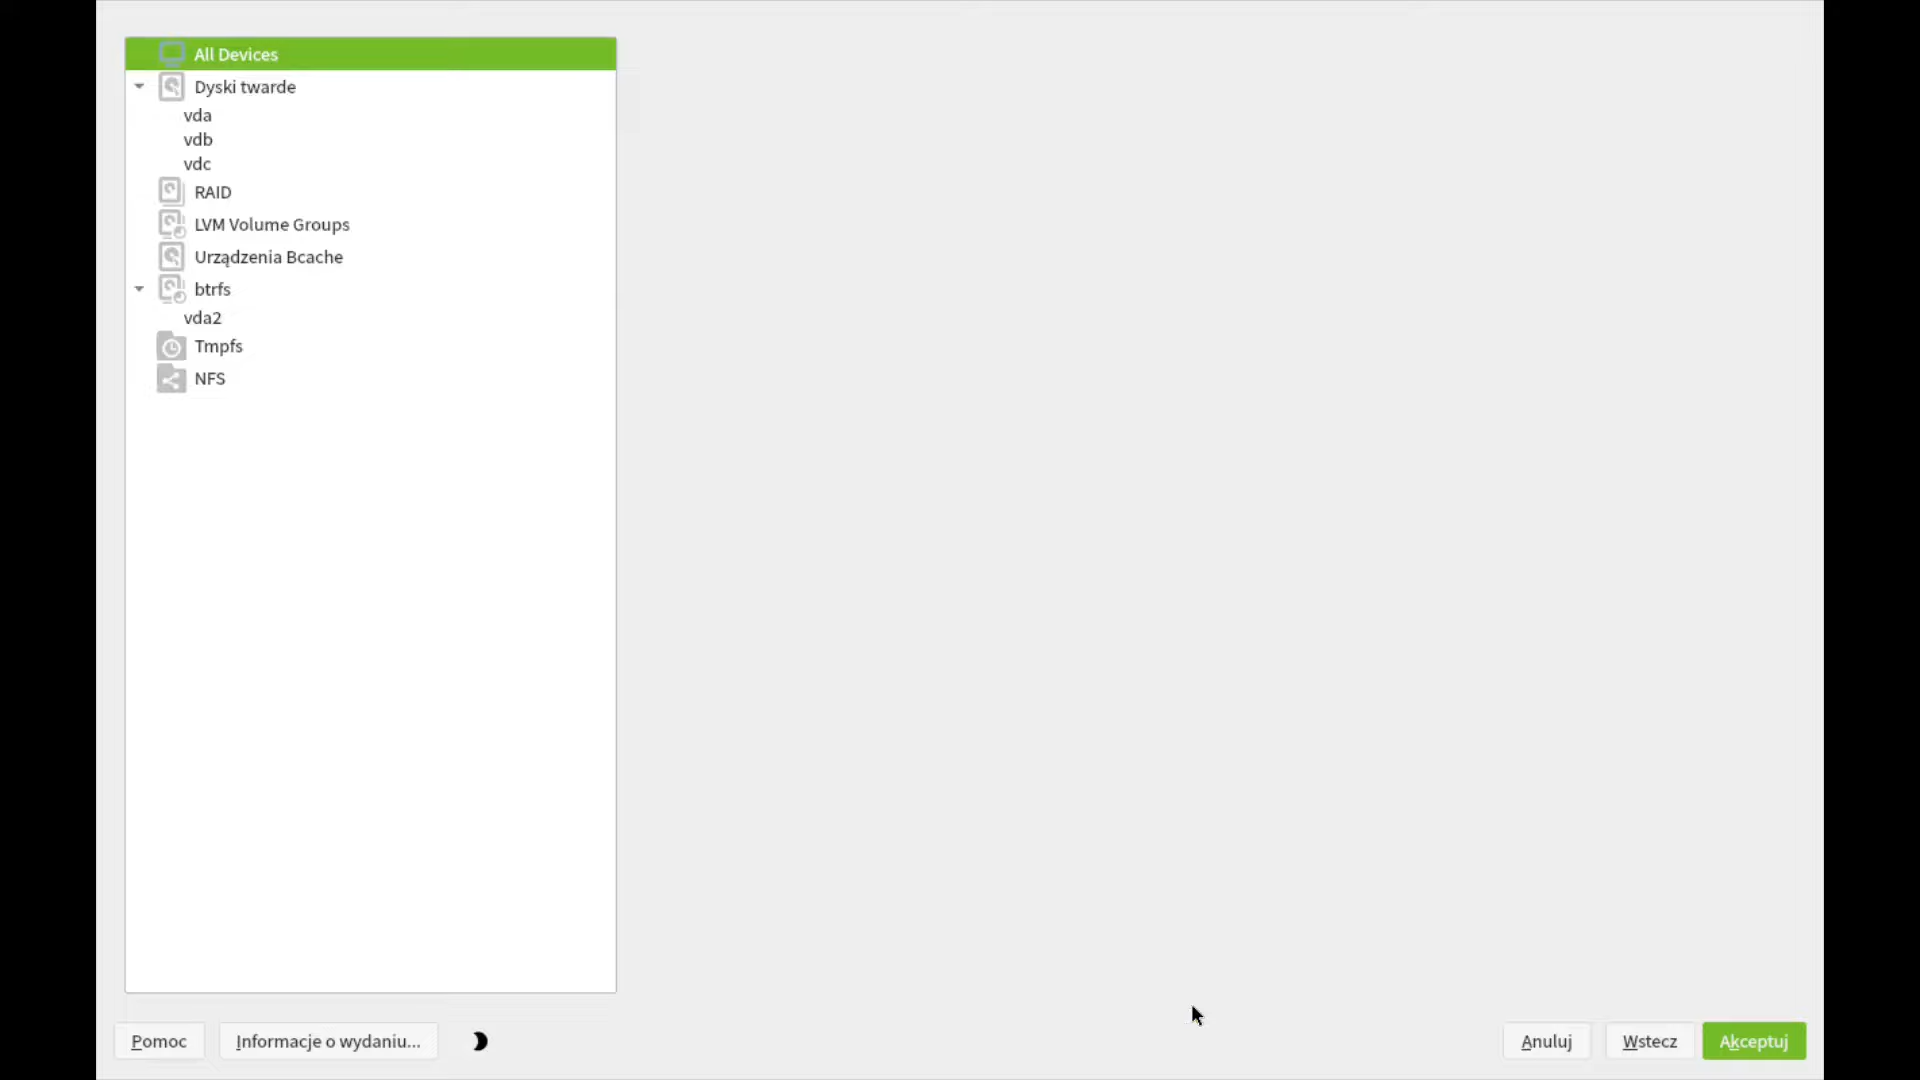 All Devices
Dyski twarde
vda
vdb
vdc
RAID
LVM Volume Groups
Urządzenia Bcache
btrfs
vda2
Tmpfs
NFS
Pomoc
Informacje o wydaniu...
Anuluj
Wstecz
Akceptuj